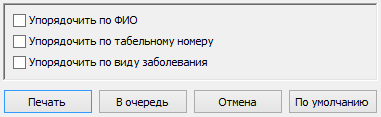 Упорядочить по ФИО
Упорядочить по табельному номеру
Упорядочить по виду заболевания
Печать В очередь Отмена По умолчанию